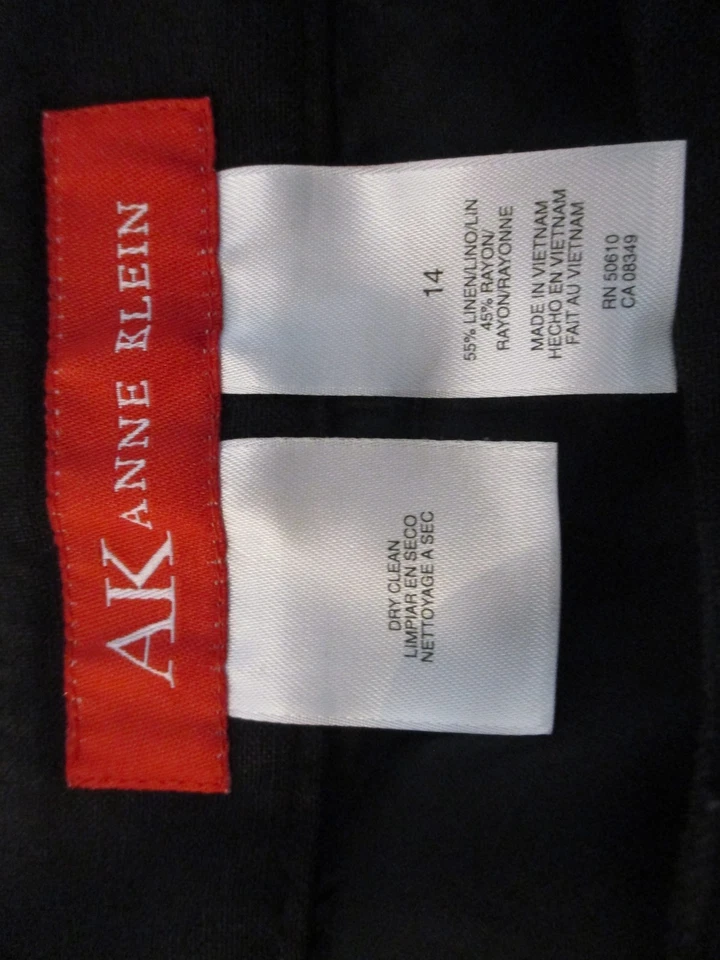 AK ANNE KLEIN
DRY CLEAN
LIMPIAR EN SECO
NETTOYAGE A SEC
14
55% LINEN/LINO/LIN
45% RAYON/
RAYON/RAYONNE
MADE IN VIETNAM
HECHO EN VIETNAM
FAIT AU VIETNAM
RN 50610
CA 08349